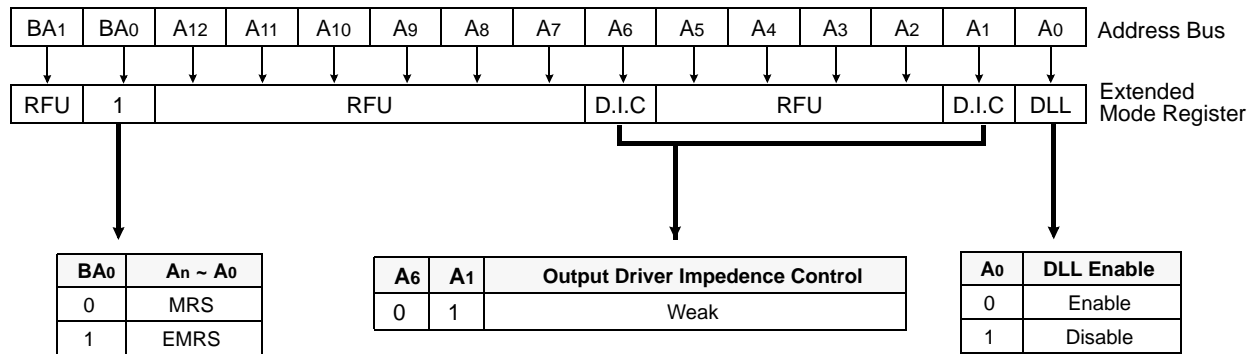 BA1 BA0 A12 A11 A10 A9 A8 A7 A6 A5 A4 A3 A2 A1 A0 Address Bus
RFU 1 RFU D.I.C RFU D.I.C DLL Extended
Mode Register
BA0 An ~ A0
0 MRS
1 EMRS
A6 A1 Output Driver Impedence Control
0 1 Weak
A0 DLL Enable
0 Enable
1 Disable